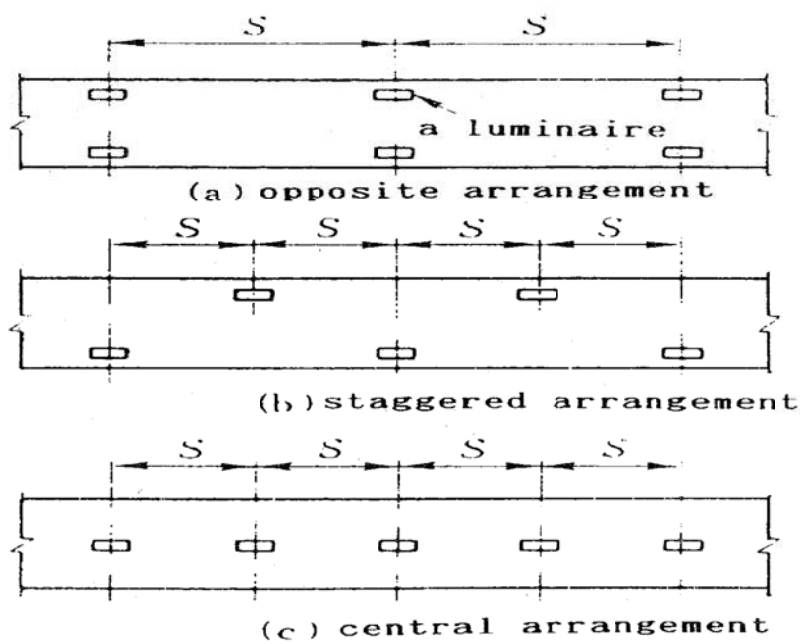 S S
a luminaire
(a) opposite arrangement
S S S S
(b) staggered arrangement
S S S S
(c) central arrangement